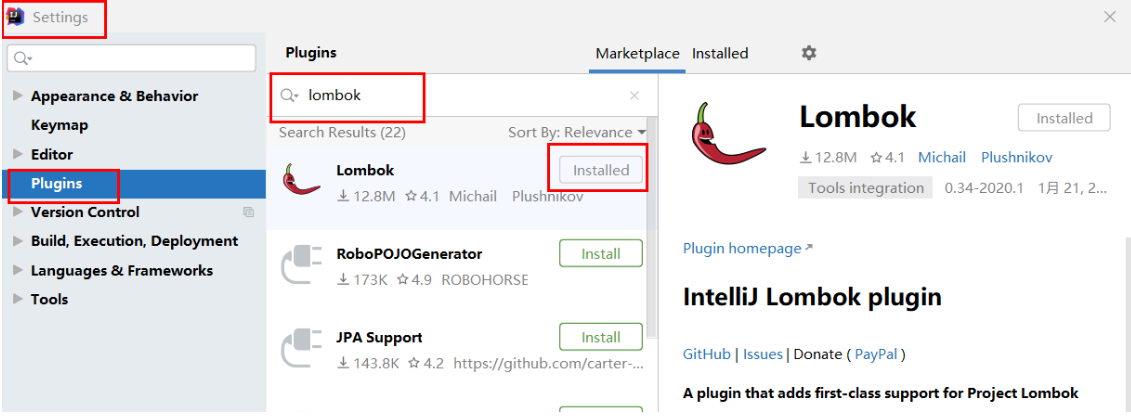 Settings
Appearance & Behavior
Keymap
Editor
Plugins
Version Control
Build, Execution, Deployment
Languages & Frameworks
Tools
Plugins
Marketplace
Installed
lombok
Search Results (22)
Sort By: Relevance
Lombok
Installed
12.8M 4.1 Michail Plushnikov
RoboPOJOGenerator
Install
173K 4.9 ROBOHORSE
JPA Support
Install
143.8K 4.2 https://github.com/carter-...
Lombok
Installed
12.8M 4.1 Michail Plushnikov
Tools integration 0.34-2020.1 1月 21, 2...
Plugin homepage
IntelliJ Lombok plugin
GitHub | Issues | Donate ( PayPal )
A plugin that adds first-class support for Project Lombok